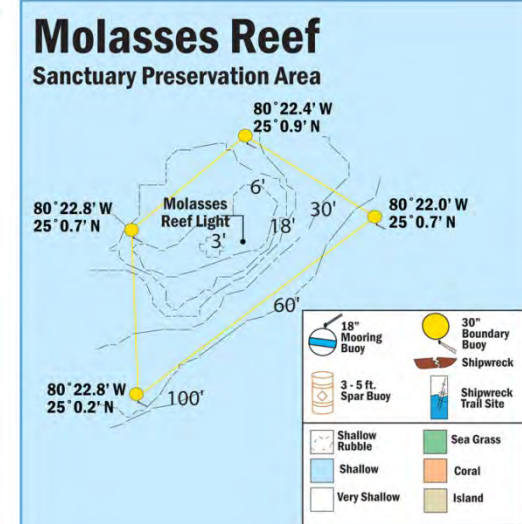 Molasses Reef
Sanctuary Preservation Area
80°22.4' W
25°0.9' N
80°22.8' W
25°0.7' N
Molasses
Reef Light
6'
30'
18'
3'
80°22.0' W
25°0.7' N
60'
80°22.8' W
25°0.2' N
100'
18"
Mooring
Buoy
30"
Boundary
Buoy
Shipwreck
3 - 5 ft.
Spar Buoy
Shipwreck
Trail Site
Shallow
Rubble
Sea Grass
Shallow
Coral
Very Shallow
Island